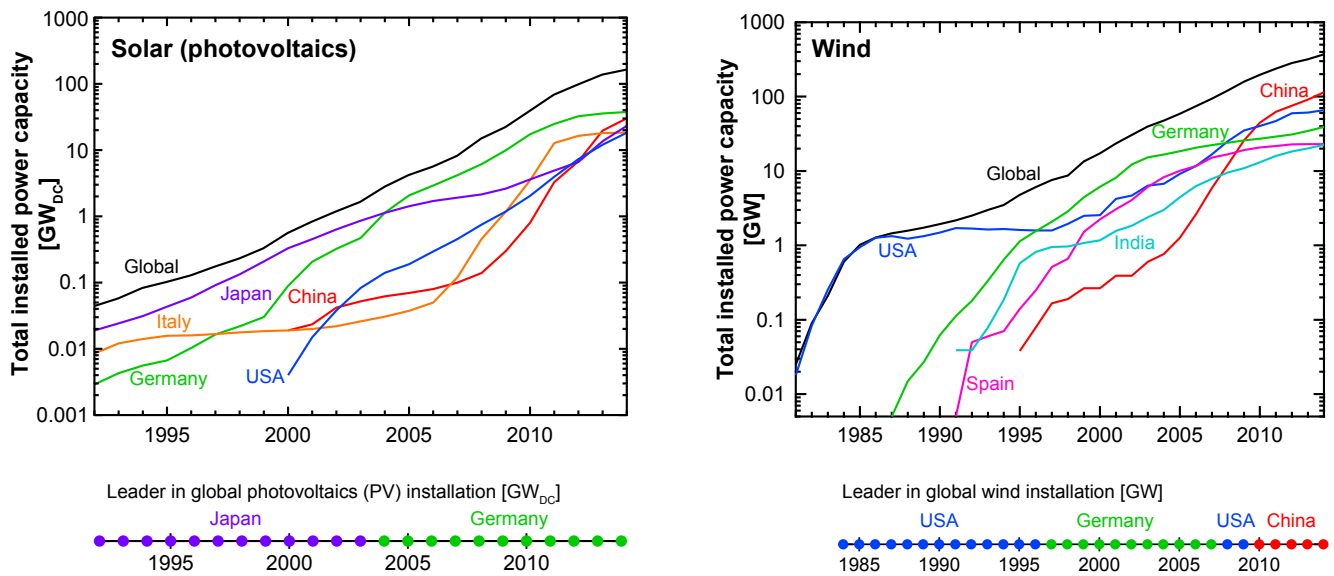 Solar (photovoltaics)
Total installed power capacity
[GW_DC]
1000
100
10
1
0.1
0.01
0.001
Global
Japan
China
Italy
Germany
USA
1995
2000
2005
2010
Leader in global photovoltaics (PV) installation [GW_DC]
Japan
Germany
1995
2000
2005
2010
Wind
Total installed power capacity
[GW]
1000
100
10
1
0.1
0.01
China
Germany
Global
USA
India
Spain
1985
1990
1995
2000
2005
2010
Leader in global wind installation [GW]
USA
Germany
USA
China
1985
1990
1995
2000
2005
2010